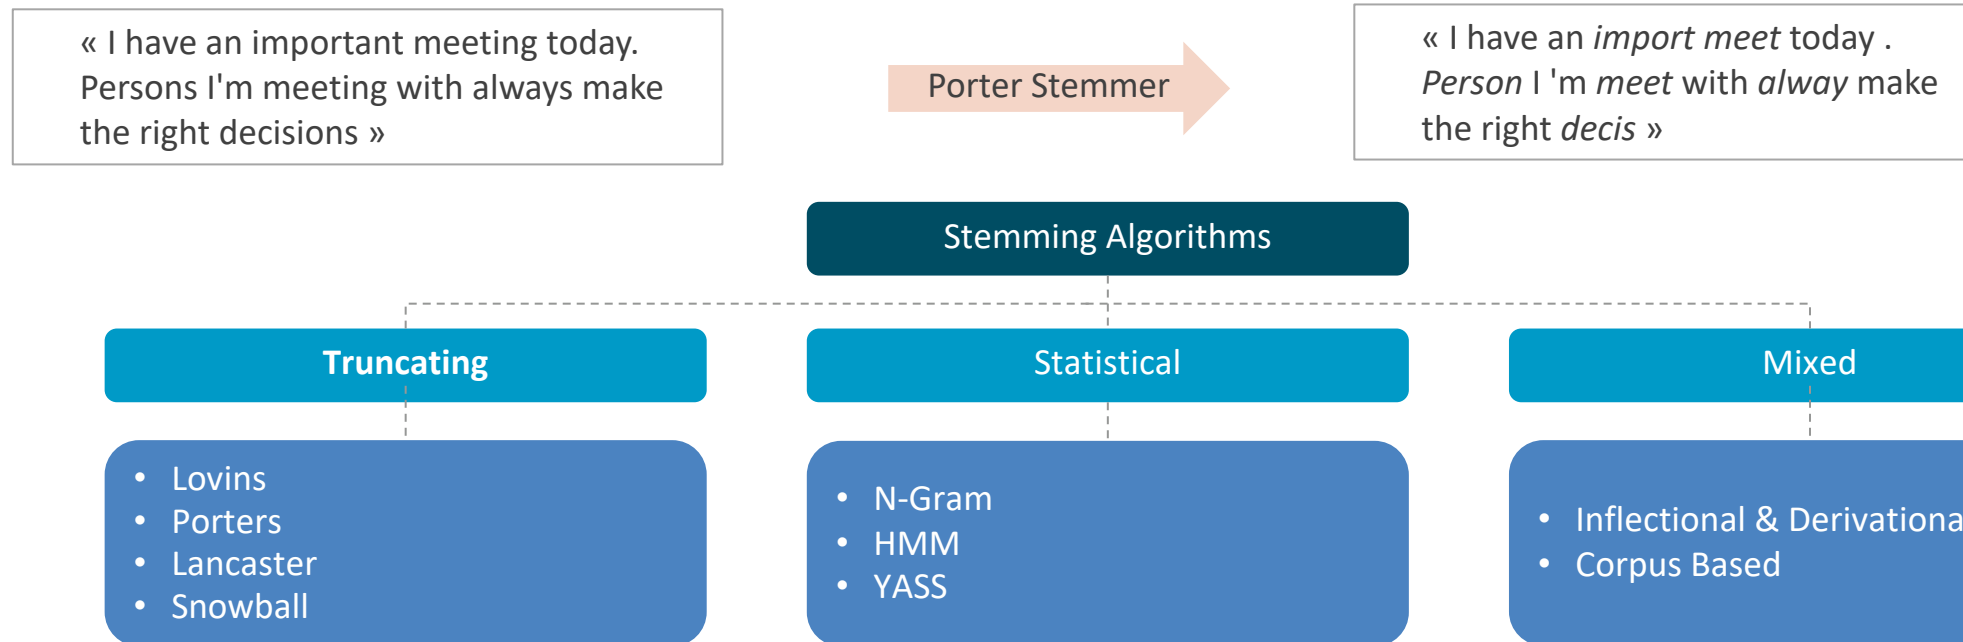 « I have an important meeting today.
Persons I'm meeting with always make
the right decisions »
Porter Stemmer
« I have an import meet today .
Person I 'm meet with alway make
the right decis »
Stemming Algorithms
Truncating
Statistical
Mixed
• Lovins
• Porters
• Lancaster
• Snowball
• N-Gram
• HMM
• YASS
• Inflectional & Derivationa
• Corpus Based